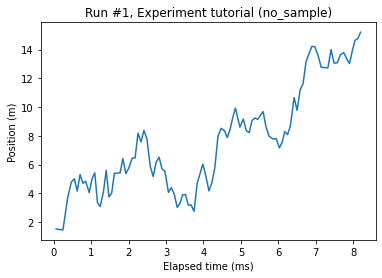 Run #1, Experiment tutorial (no_sample)
Position (m)
14
12
10
8
6
4
2
0 1 2 3 4 5 6 7 8
Elapsed time (ms)